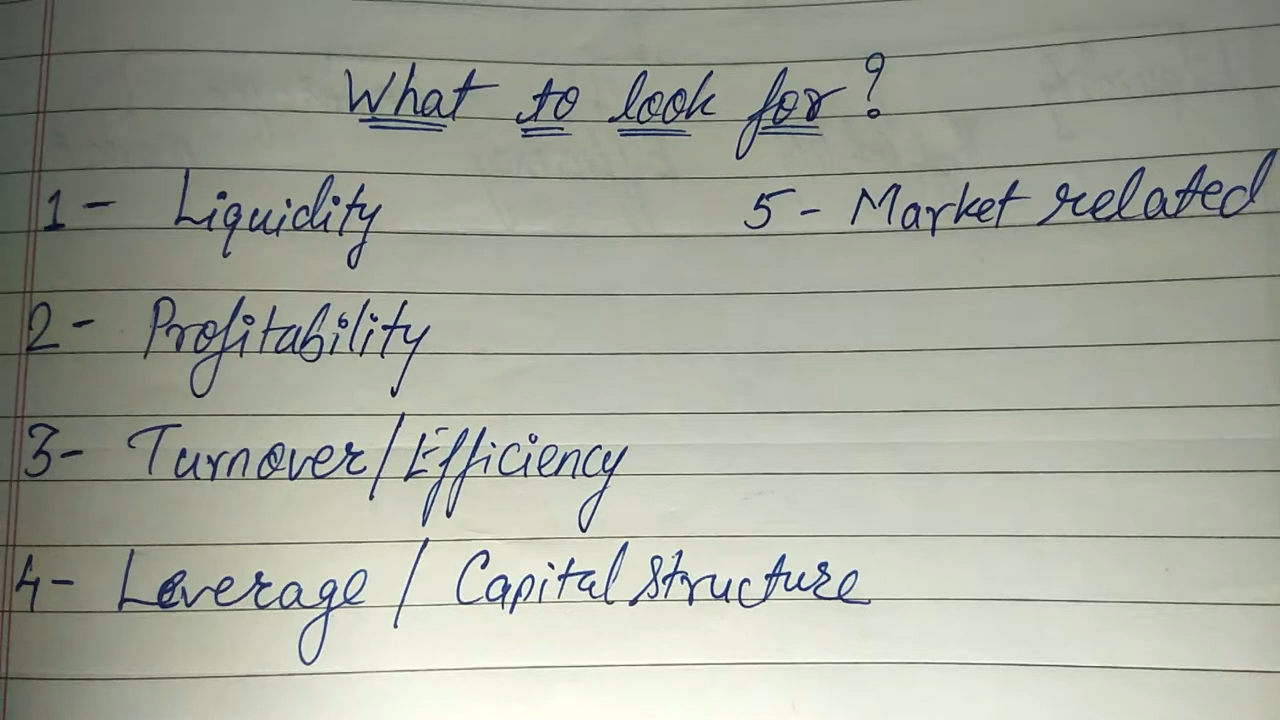 What to look for?
1- Liquidity
2- Profitability
3- Turnover/Efficiency
4- Leverage / Capital structure
5- Market related